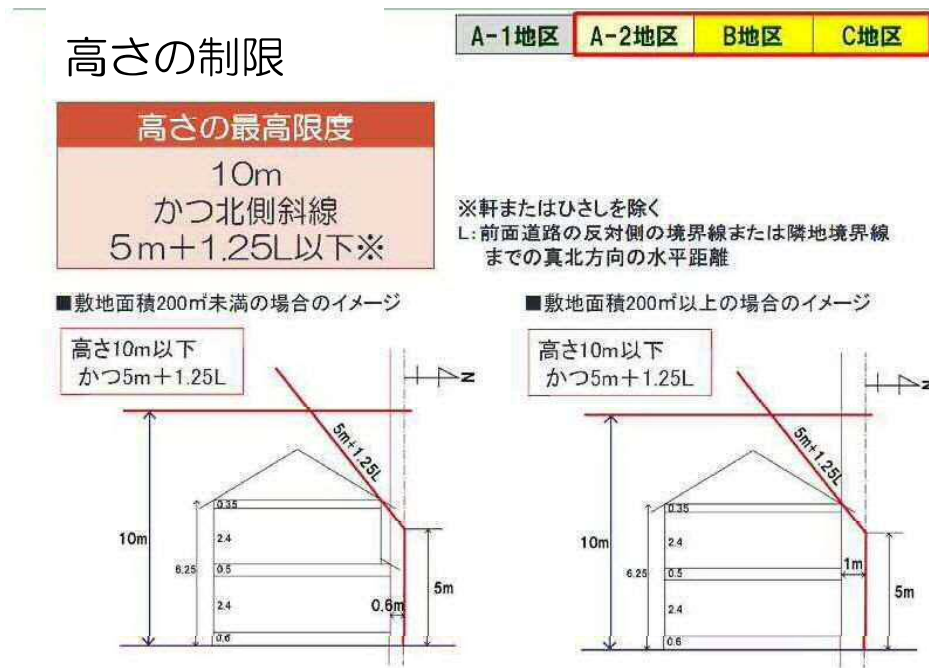 高さの制限
A-1地区 A-2地区 B地区 C地区
高さの最高限度
10m
かつ北側斜線
5m+1.25L以下※
※軒またはひさしを除く
L:前面道路の反対側の境界線または隣地境界線
までの真北方向の水平距離
■敷地面積200㎡未満の場合のイメージ
高さ10m以下
かつ5m+1.25L
N
5m+1.25L
0.35
10m
2.4
6.25
0.5
5m
2.4
0.6m
0.6
■敷地面積200㎡以上の場合のイメージ
高さ10m以下
かつ5m+1.25L
N
5m+1.25L
0.35
10m
2.4
1m
6.25
0.5
5m
2.4
0.6